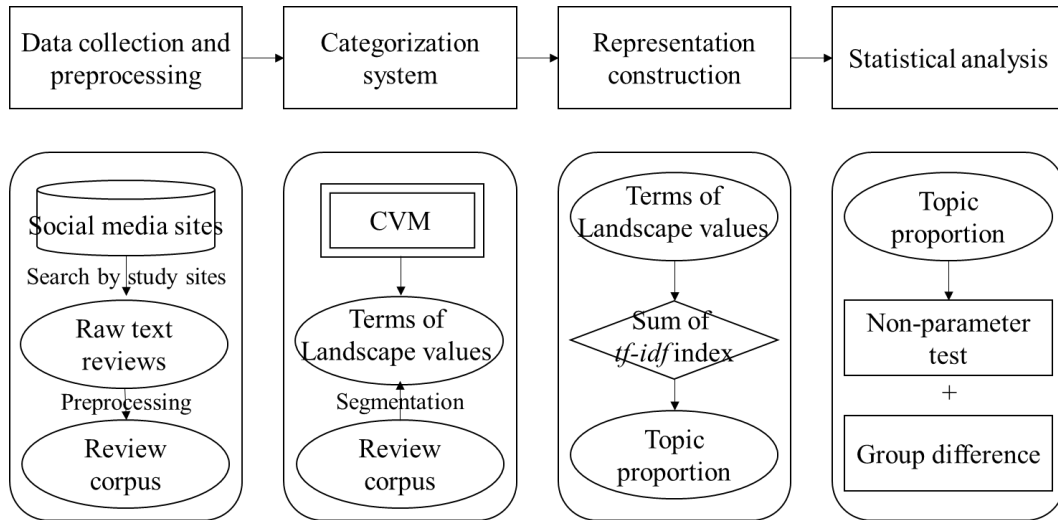 Data collection and
preprocessing
Categorization
system
Representation
construction
Statistical analysis
Social media sites
Search by study sites
Raw text
reviews
Preprocessing
Review
corpus
CVM
Terms of
Landscape values
Segmentation
Review
corpus
Terms of
Landscape values
Sum of
tf-idf index
Topic
proportion
Topic
proportion
Non-parameter
test
+
Group difference